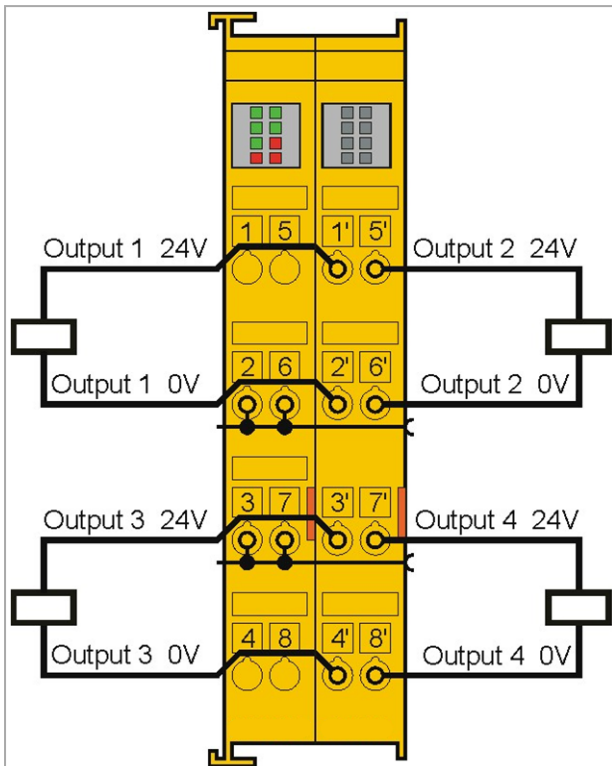 1 5 1' 5'
Output 1 24V Output 2 24V
2 6 2' 6'
Output 1 0V Output 2 0V
3 7 3' 7'
Output 3 24V Output 4 24V
4 8 4' 8'
Output 3 0V Output 4 0V